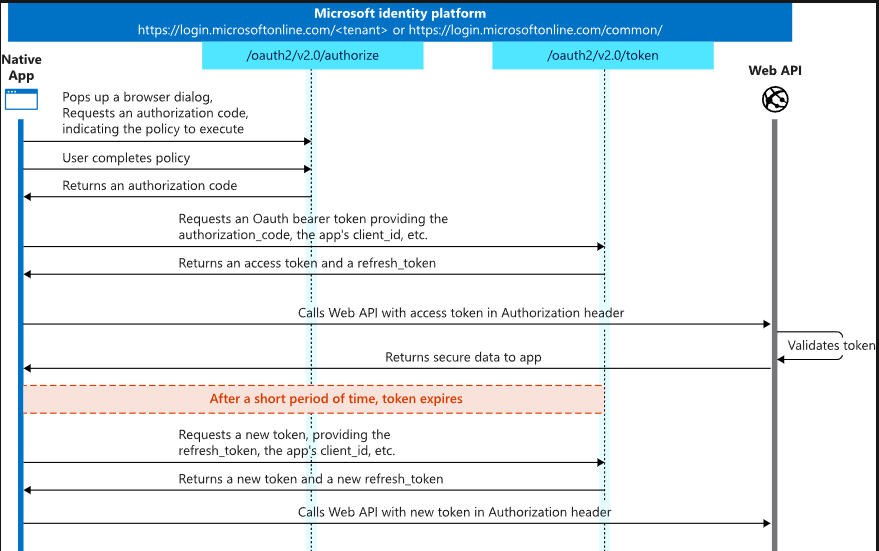 Microsoft identity platform
https://login.microsoftonline.com/<tenant> or https://login.microsoftonline.com/common/
/oauth2/v2.0/authorize
/oauth2/v2.0/token
Native
App
Web API
Pops up a browser dialog,
Requests an authorization code,
indicating the policy to execute
User completes policy
Returns an authorization code
Requests an Oauth bearer token providing the
authorization_code, the app's client_id, etc.
Returns an access token and a refresh_token
Calls Web API with access token in Authorization header
Validates token
Returns secure data to app
After a short period of time, token expires
Requests a new token, providing the
refresh_token, the app's client_id, etc.
Returns a new token and a new refresh_token
Calls Web API with new token in Authorization header